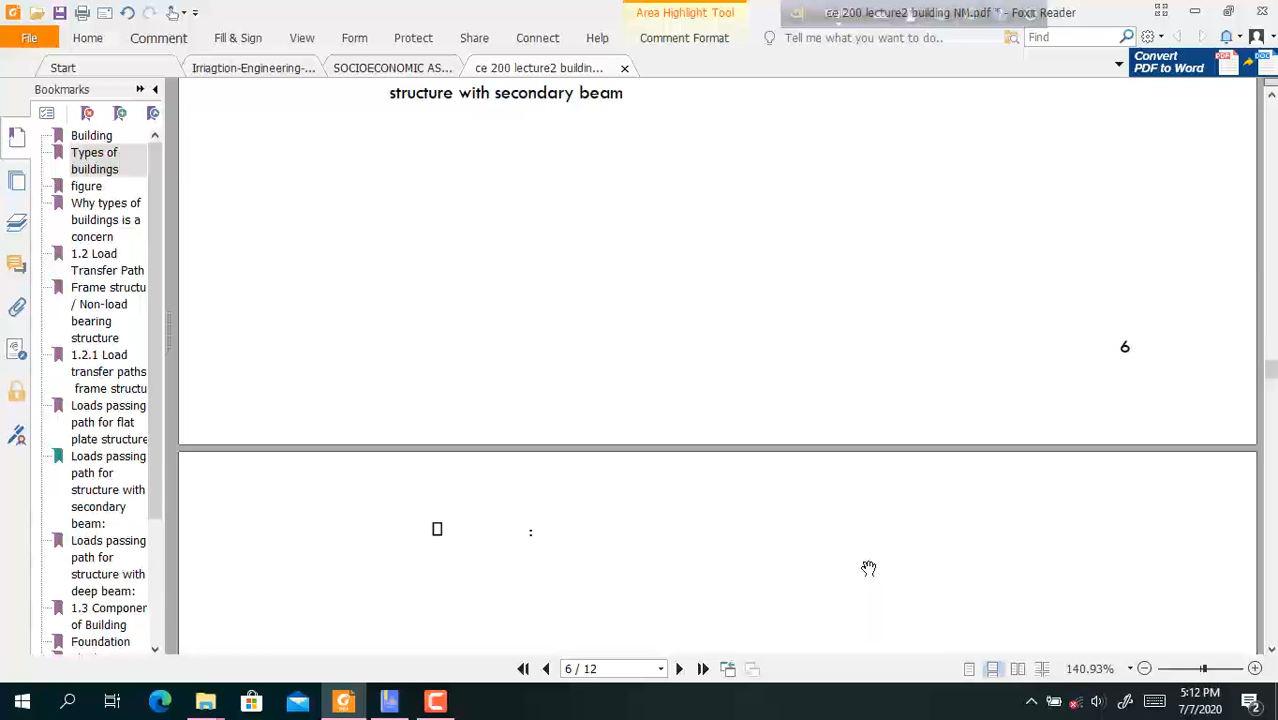 Area Highlight Tool
ce 200 lecture2 building NM.pdf * - Foxit Reader
File
Home
Comment
Fill & Sign
View
Form
Protect
Share
Connect
Help
Comment Format
Tell me what you want to do..
Find
Start
Irriagtion-Engineering-...
SOCIOECONOMIC AS...
ce 200 lecture2 buildin...
Convert
PDF to Word
Bookmarks
Building
Types of
buildings
figure
Why types of
buildings is a
concern
1.2 Load
Transfer Path
Frame structu
/ Non-load
bearing
structure
1.2.1 Load
transfer paths
frame structu
Loads passing
path for flat
plate structure
Loads passing
path for
structure with
secondary
beam:
Loads passing
path for
structure with
deep beam:
1.3 Componer
of Building
Foundation
structure with secondary beam
6
:
6 / 12
140.93%
5:12 PM
7/7/2020
2